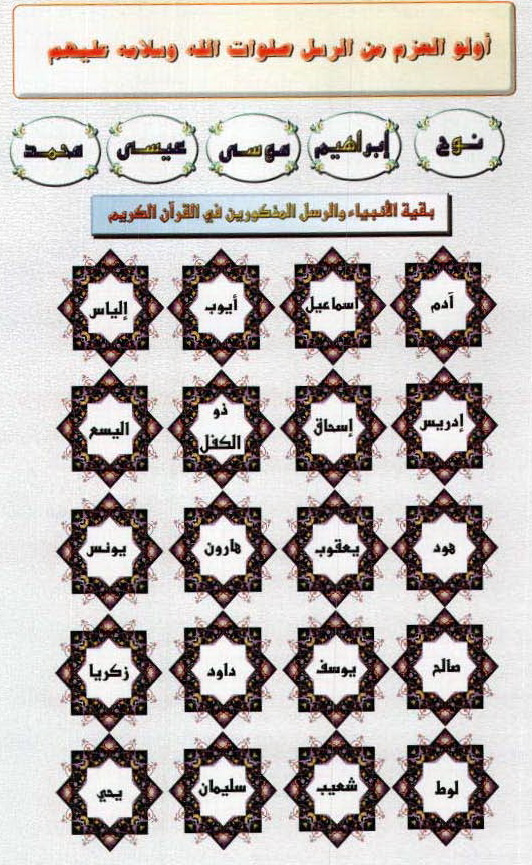 أولو العزم من الرسل صلوات الله وسلامه عليهم
نوح إبراهيم موسى عيسى محمد
بقية الأنبياء والرسل المذكورين في القرآن الكريم
آدم اسماعيل أيوب إلياس
إدريس إسحاق ذو الكفل اليسع
هود يعقوب هارون يونس
صالح يوسف داود زكريا
لوط شعيب سليمان يحي